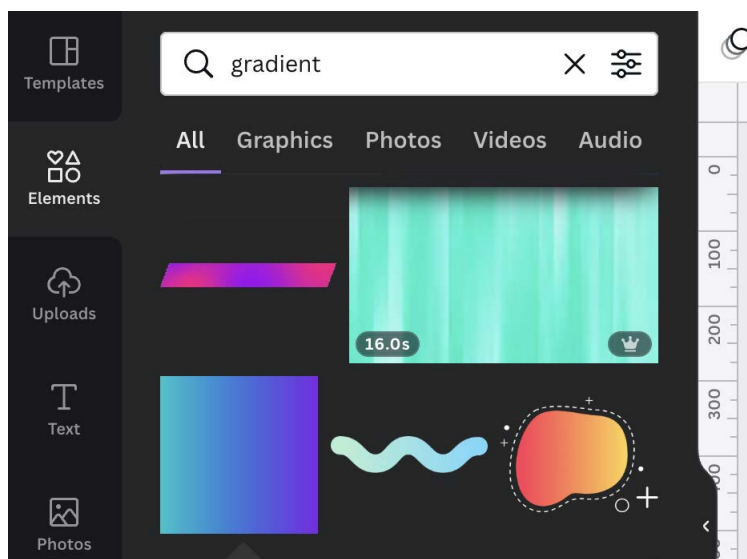 Templates
Elements
Uploads
Text
Photos
gradient
All Graphics Photos Videos Audio
16.0s
0
100
200
300